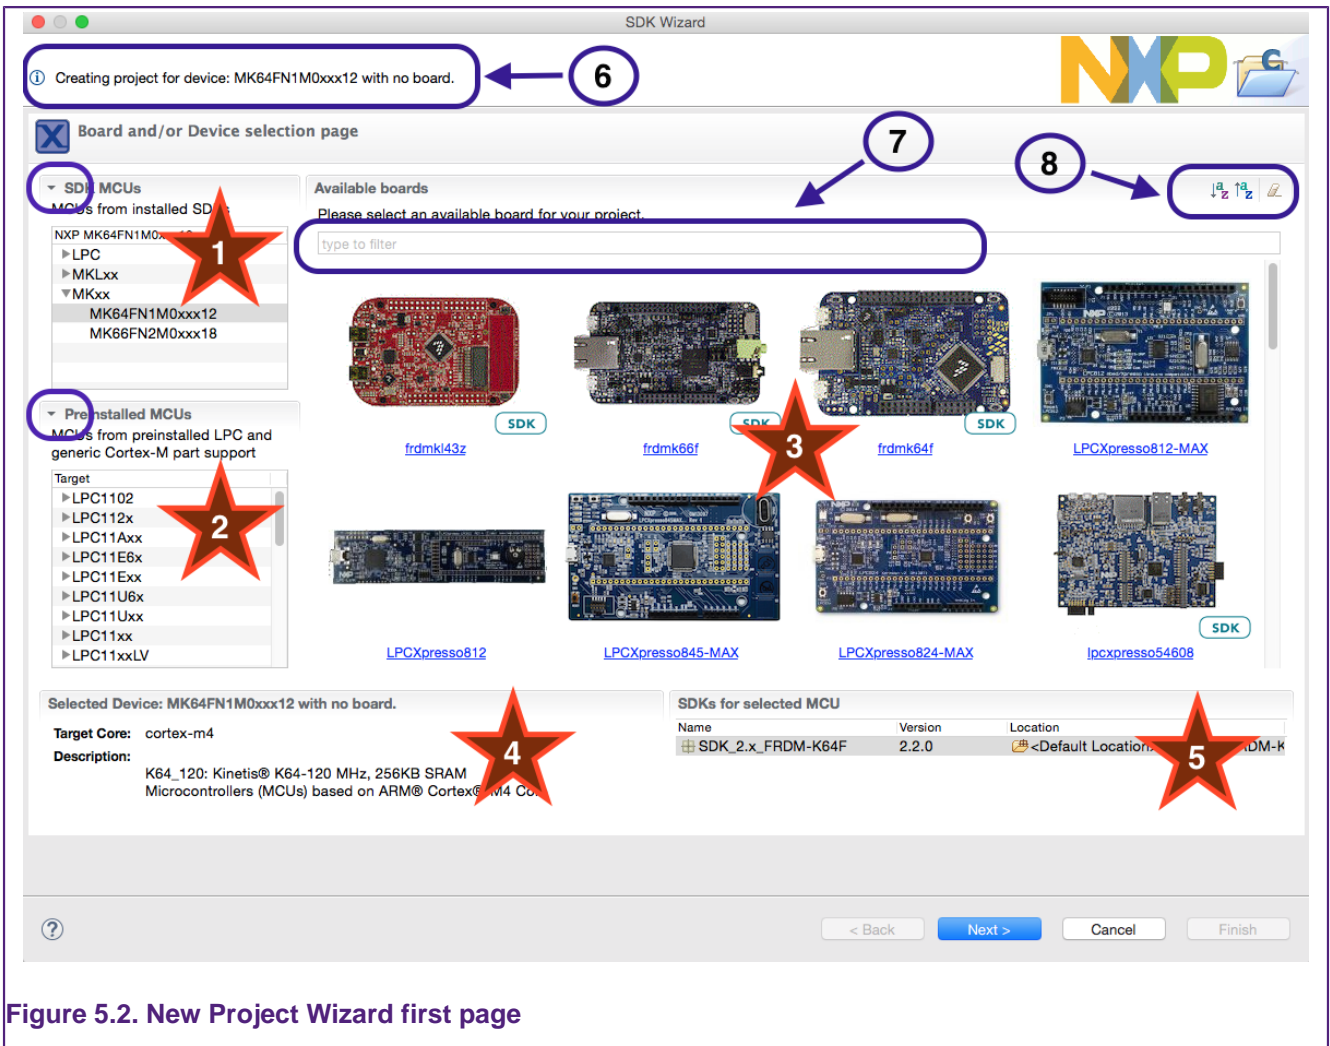 SDK Wizard
Creating project for device: MK64FN1M0xxx12 with no board.
6
NXP
C
Board and/or Device selection page
7
8
SDK MCUs
MCUs from installed
NXP MK64FN1M0
1
LPC
MKLxx
MKxx
MK64FN1M0xxx12
MK66FN2M0xxx18
Available boards
Please select an available board for your project.
type to filter
a z a z
SDK
SDK
SDK
3
frdmkl43z
frdmk66f
frdmk64f
LPCXpresso812-MAX
Preinstalled MCUs
MCUs from preinstalled LPC and
generic Cortex-M part support
Target
2
LPC1102
LPC112x
LPC11Axx
LPC11E6x
LPC11Exx
LPC11U6x
LPC11Uxx
LPC11xx
LPC11xxLV
SDK
LPCXpresso812
LPCXpresso845-MAX
LPCXpresso824-MAX
lpcxpresso54608
Selected Device: MK64FN1M0xxx12 with no board.
Target Core: cortex-m4
Description:
K64_120: Kinetis® K64-120 MHz, 256KB SRAM
Microcontrollers (MCUs) based on ARM® Cortex®-M4 Co
4
SDKs for selected MCU
Name Version Location
SDK_2.x_FRDM-K64F 2.2.0 <Default Location
5
? < Back Next > Cancel Finish
Figure 5.2. New Project Wizard first page